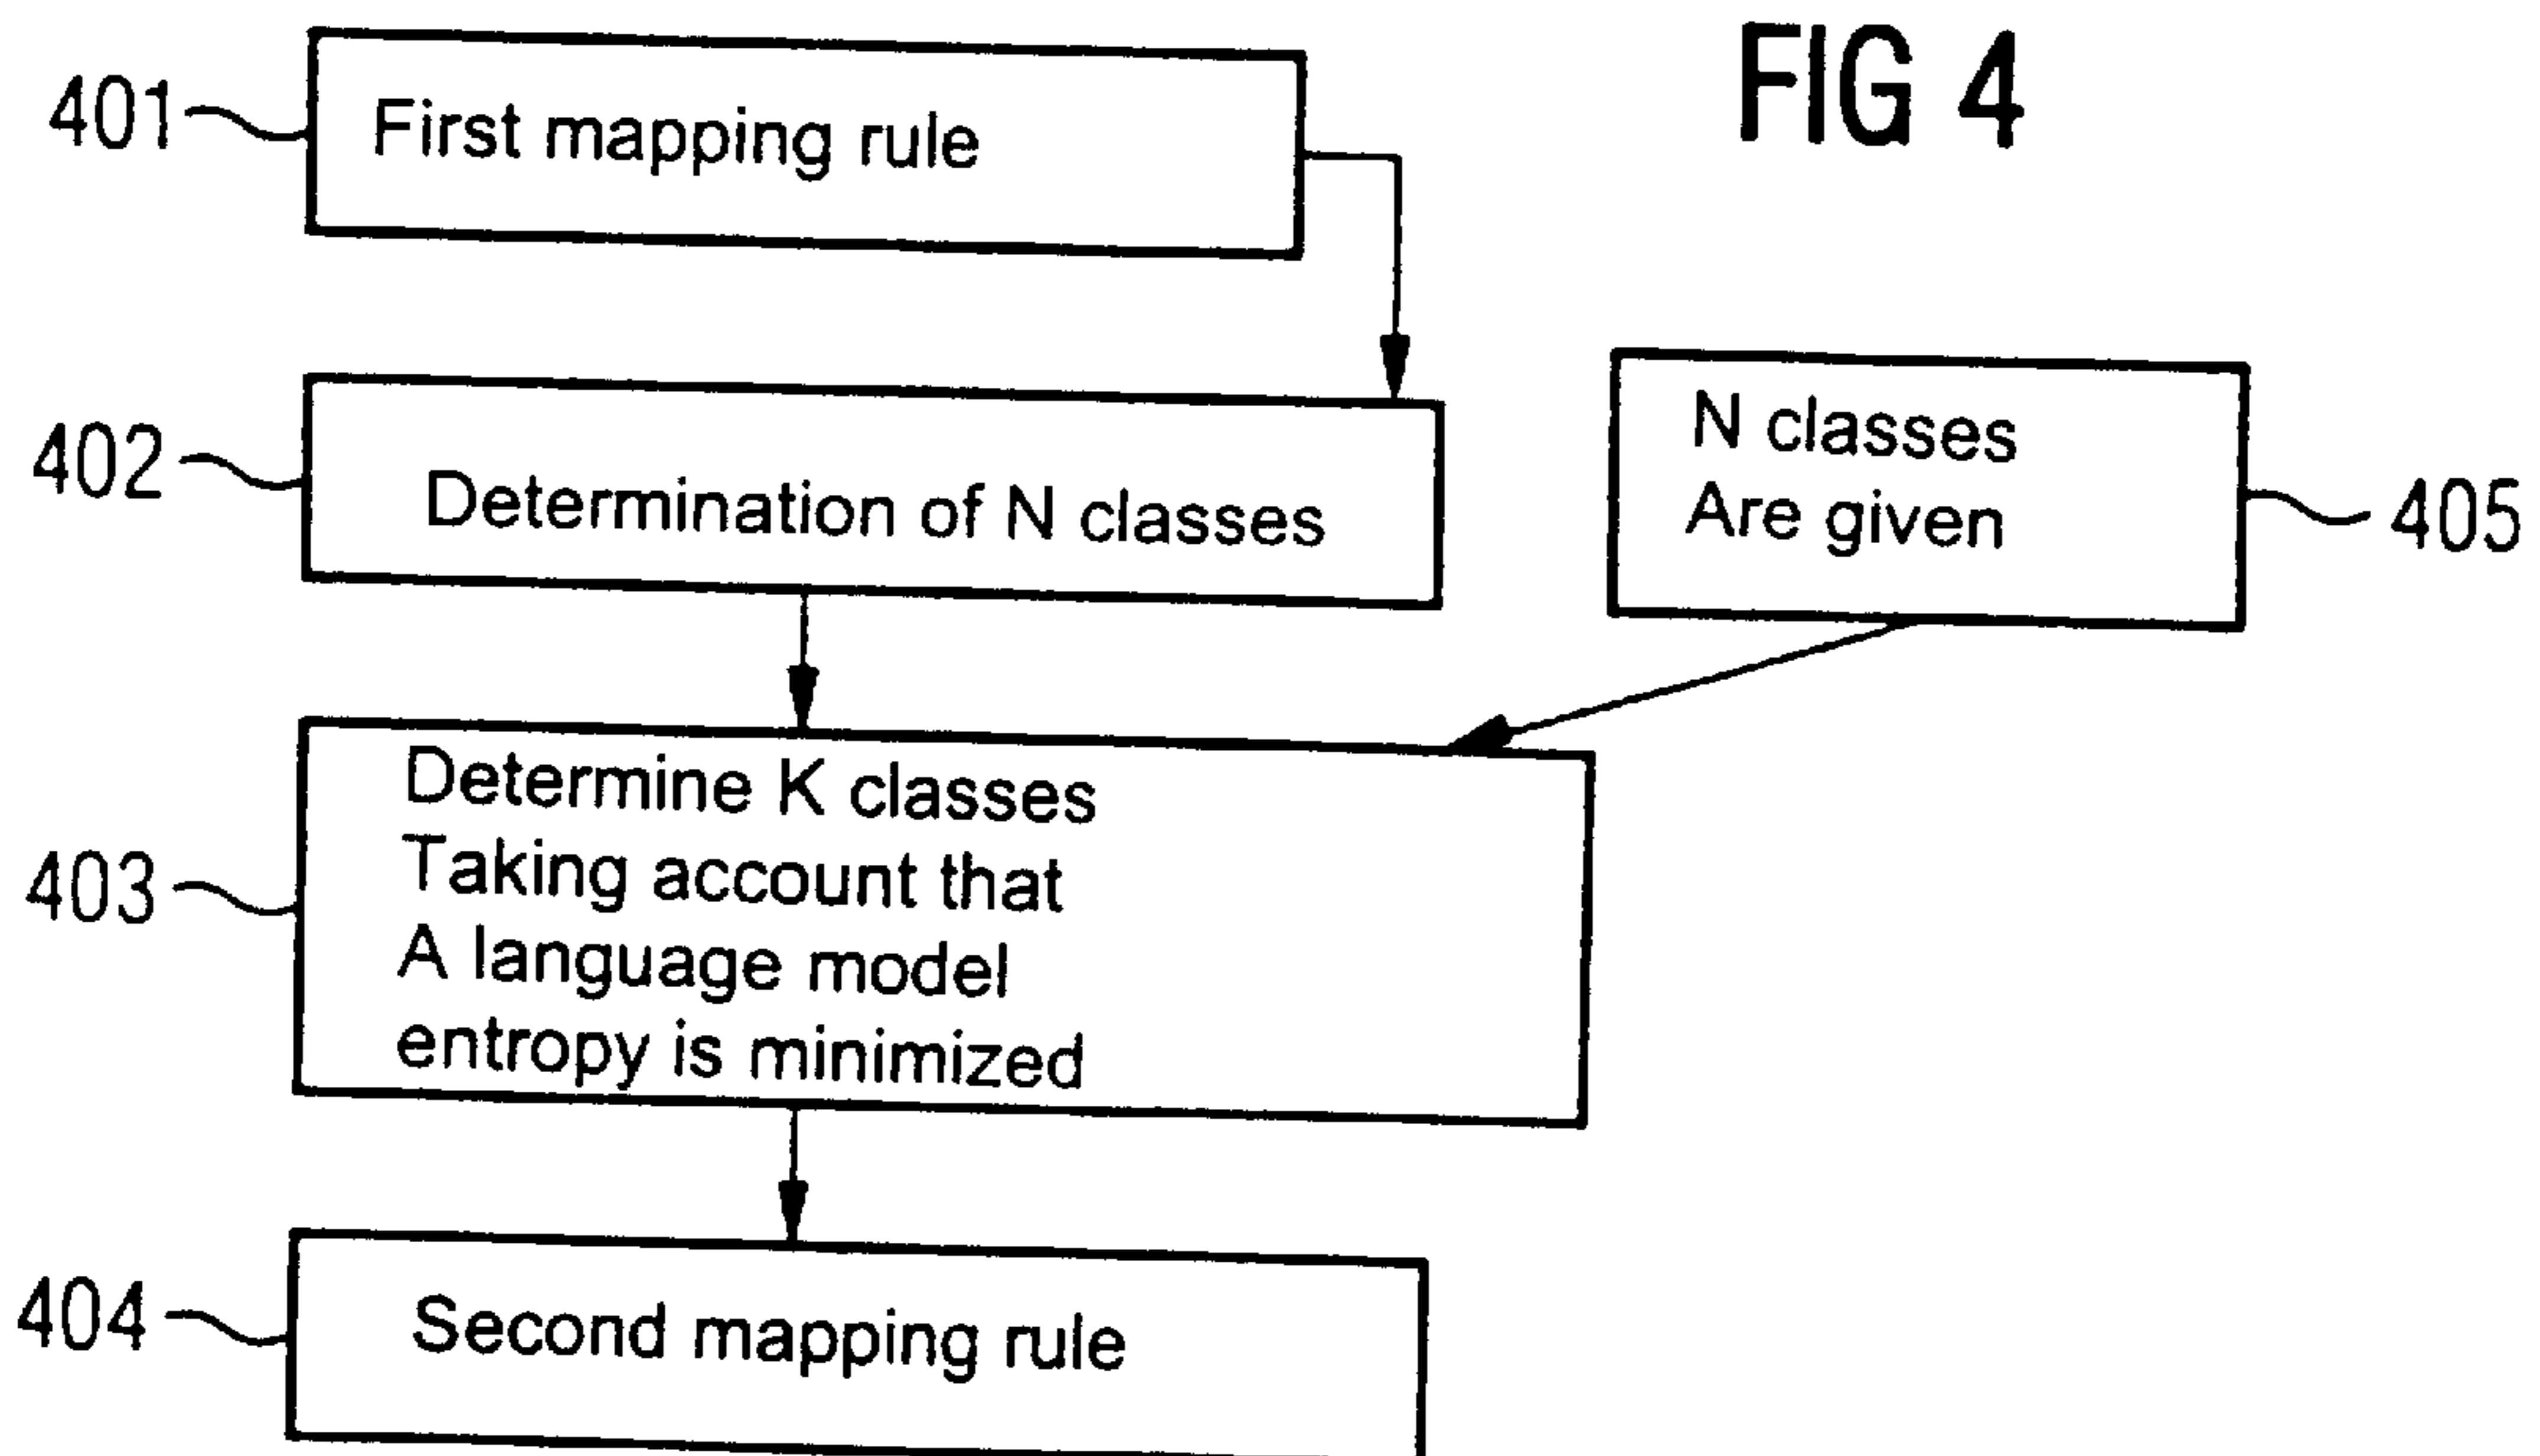 FIG 4
401
First mapping rule
402
Determination of N classes
N classes
Are given
405
403
Determine K classes
Taking account that
A language model
entropy is minimized
404
Second mapping rule